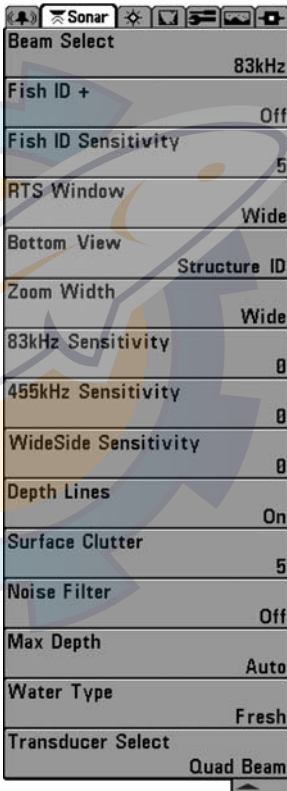 Sonar
Beam Select
83kHz
Fish ID +
Off
Fish ID Sensitivity
5
RTS Window
Wide
Bottom View
Structure ID
Zoom Width
Wide
83kHz Sensitivity
0
455kHz Sensitivity
0
WideSide Sensitivity
0
Depth Lines
On
Surface Clutter
5
Noise Filter
Off
Max Depth
Auto
Water Type
Fresh
Transducer Select
Quad Beam